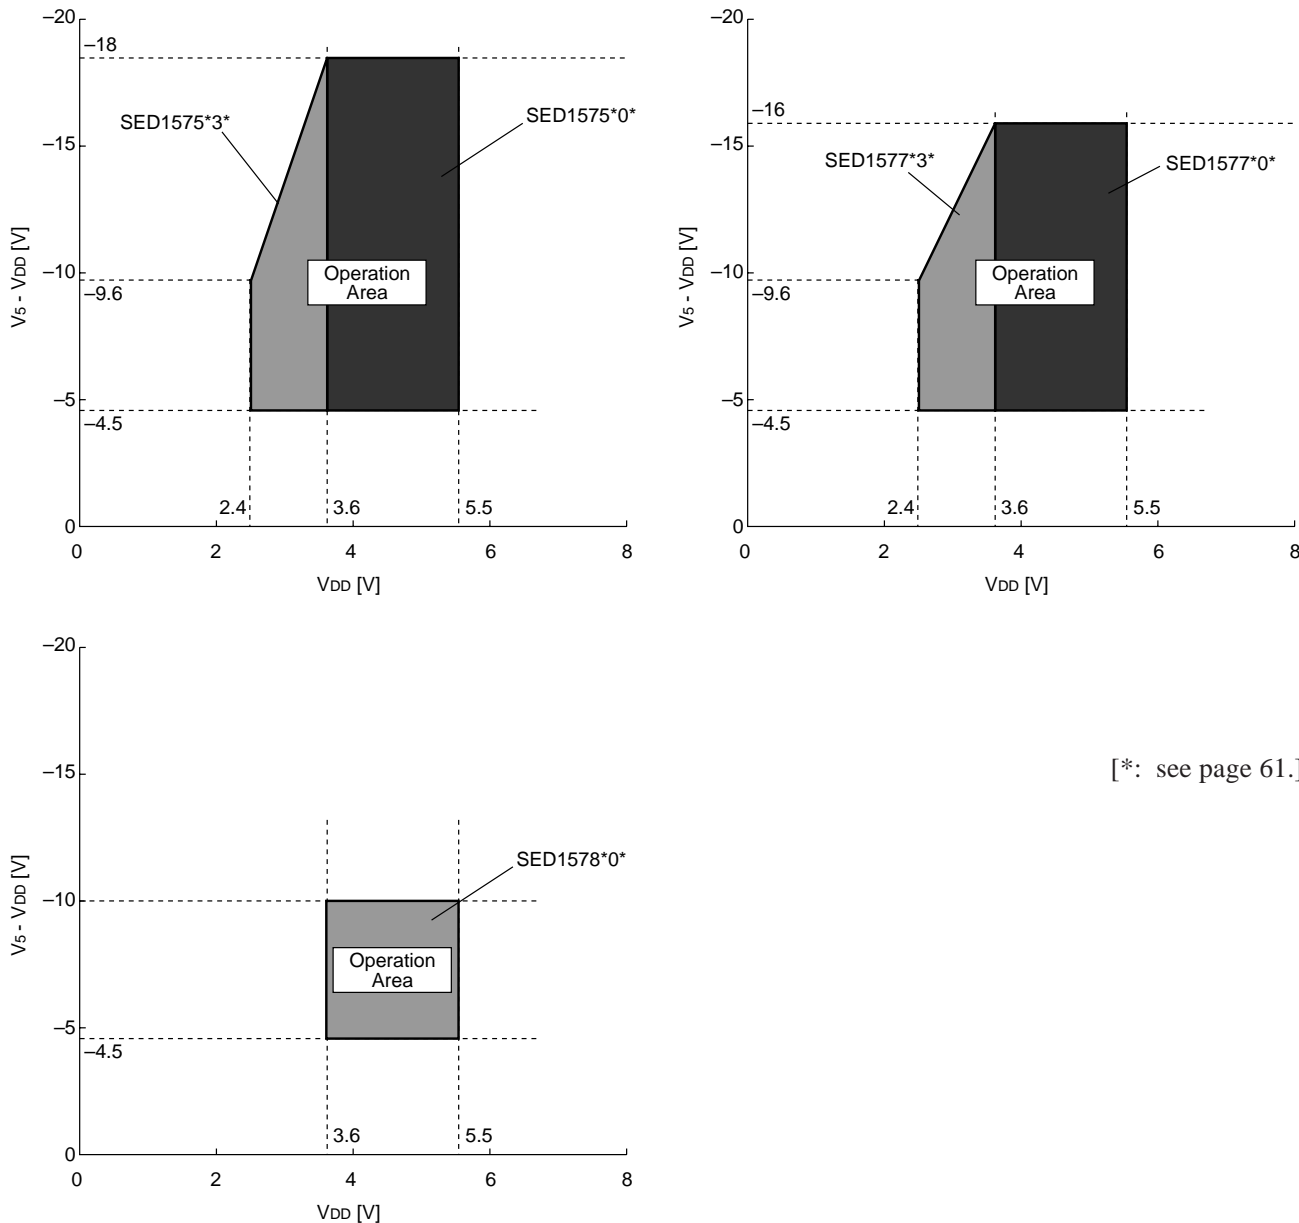 –20
–18
SED1575*3*
SED1575*0*
–15
V5 - VDD [V]
–10
–9.6
Operation
Area
–5
–4.5
2.4
3.6
5.5
0
0
2
4
6
8
VDD [V]
–20
–16
–15
SED1577*3*
SED1577*0*
V5 - VDD [V]
–10
–9.6
Operation
Area
–5
–4.5
2.4
3.6
5.5
0
0
2
4
6
8
VDD [V]
–20
–15
[*: see page 61.]
SED1578*0*
V5 - VDD [V]
–10
Operation
Area
–5
–4.5
3.6
5.5
0
0
2
4
6
8
VDD [V]